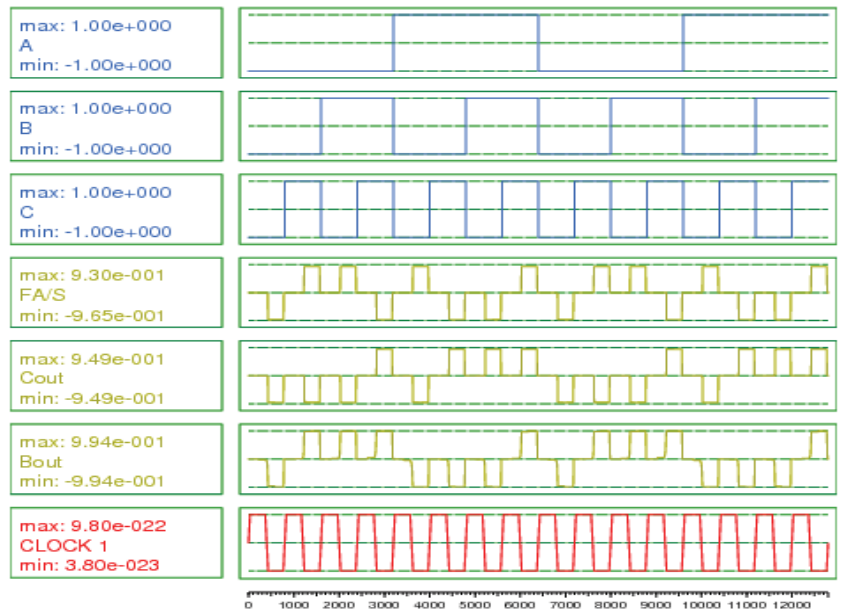 max: 1.00e+000
A
min: -1.00e+000
max: 1.00e+000
B
min: -1.00e+000
max: 1.00e+000
C
min: -1.00e+000
max: 9.30e-001
FA/S
min: -9.65e-001
max: 9.49e-001
Cout
min: -9.49e-001
max: 9.94e-001
Bout
min: -9.94e-001
max: 9.80e-022
CLOCK 1
min: 3.80e-023
0 1000 2000 3000 4000 5000 6000 7000 8000 9000 10000 11000 12000